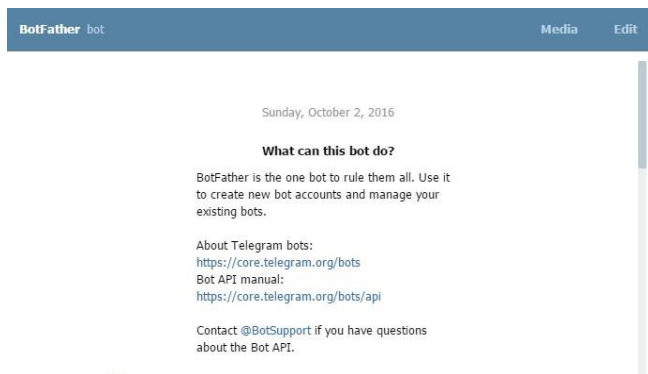 BotFather bot Media Edit
Sunday, October 2, 2016
What can this bot do?
BotFather is the one bot to rule them all. Use it
to create new bot accounts and manage your
existing bots.
About Telegram bots:
https://core.telegram.org/bots
Bot API manual:
https://core.telegram.org/bots/api
Contact @BotSupport if you have questions
about the Bot API.